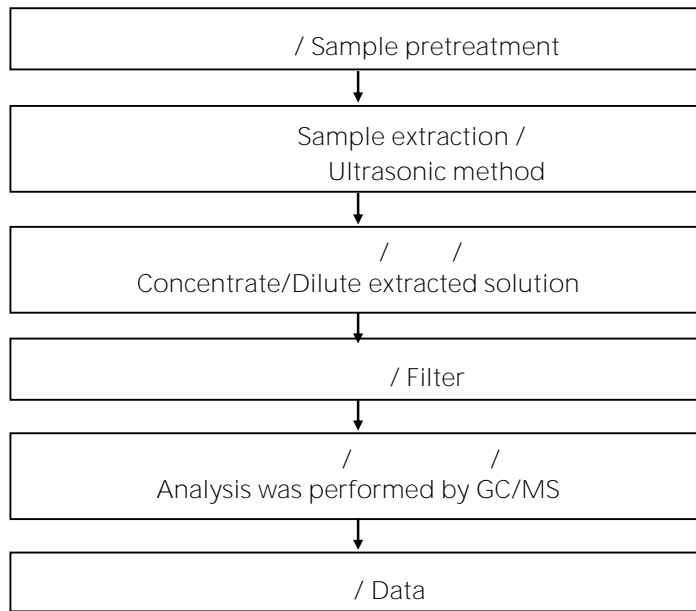 / Sample pretreatment
Sample extraction /
Ultrasonic method
/ /
Concentrate/Dilute extracted solution
/ Filter
/ /
Analysis was performed by GC/MS
/ Data